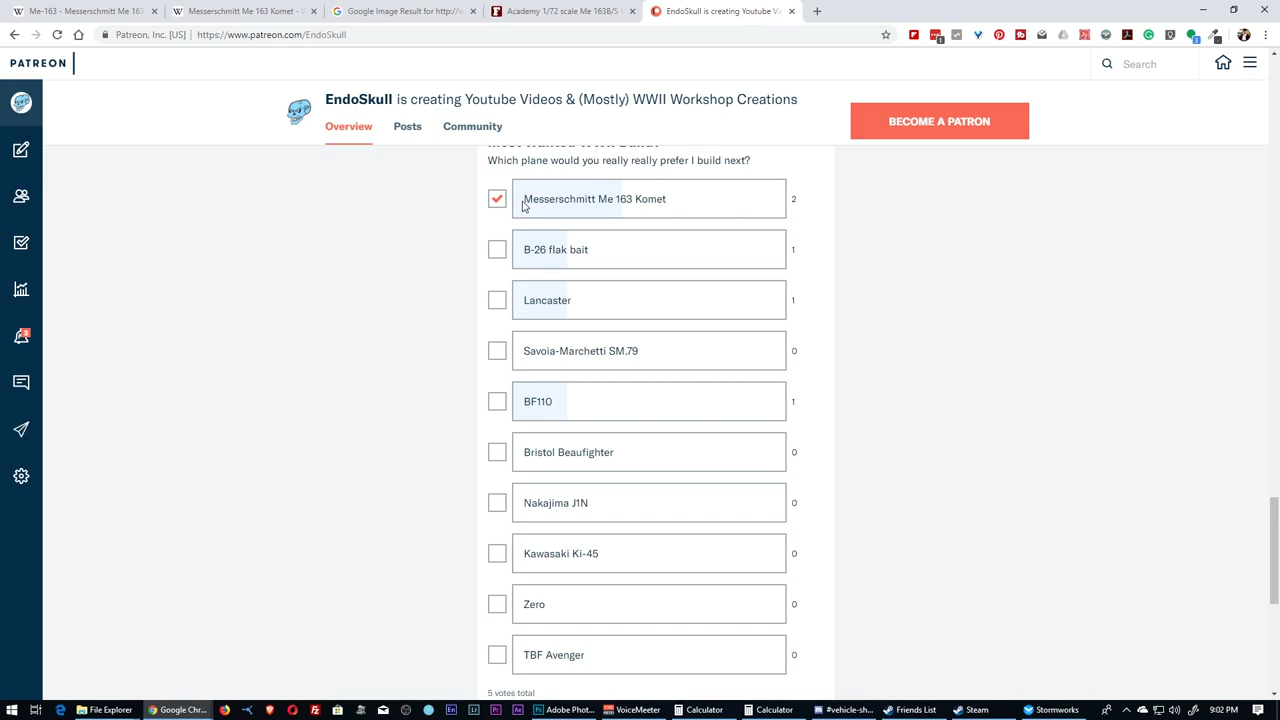 Me-163 - Messerschmitt Me 163
Messerschmitt Me 163 Komet - W
Google Image Result for http://w
Academy 1/72 scale Me 163B/S K
EndoSkull is creating Youtube Vid
Patreon, Inc. [US] | https://www.patreon.com/EndoSkull
PATREON
Search
EndoSkull is creating Youtube Videos & (Mostly) WWII Workshop Creations
BECOME A PATRON
Overview Posts Community
Which plane would you really really prefer I build next?
Messerschmitt Me 163 Komet 2
B-26 flak bait 1
Lancaster 1
Savoia-Marchetti SM.79 0
BF110 1
Bristol Beaufighter 0
Nakajima J1N 0
Kawasaki Ki-45 0
Zero 0
TBF Avenger 0
5 votes total
File Explorer Google Chr... Adobe Phot... VoiceMeeter Calculator Calculator #vehicle-sh... Friends List Steam Stormworks 9:02 PM